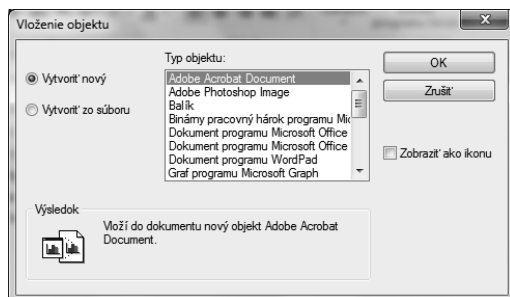 Vloženie objektu
Vytvoriť nový
Vytvoriť zo súboru
Typ objektu:
Adobe Acrobat Document
Adobe Photoshop Image
Balík
Binárny pracovný hárok programu Mic
Dokument programu Microsoft Office
Dokument programu Microsoft Office
Dokument programu WordPad
Graf programu Microsoft Graph
OK
Zrušiť
Zobraziť ako ikonu
Výsledok
Vloží do dokumentu nový objekt Adobe Acrobat
Document.